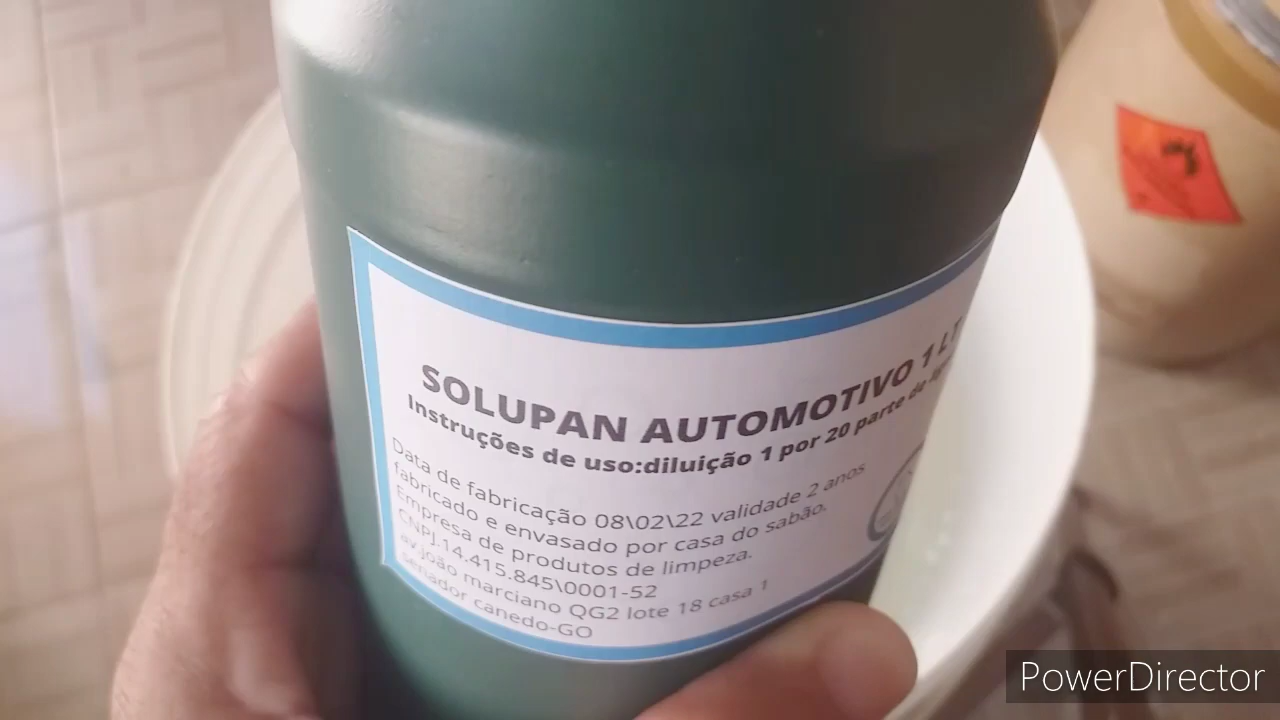 SOLUPAN AUTOMOTIVO 1 LT
Instruções de uso:diluição 1 por 20 parte de
Data de fabricação 08\02\22 validade 2 anos
fabricado e envasado por casa do sabão.
Empresa de produtos de limpeza.
CNPJ.14.415.845\0001-52
av.joão marciano QG2 lote 18 casa 1
senador canedo-GO
PowerDirector